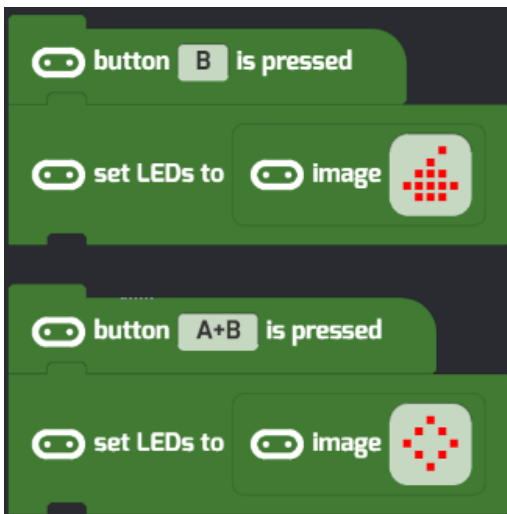 button B is pressed
set LEDs to image
button A+B is pressed
set LEDs to image